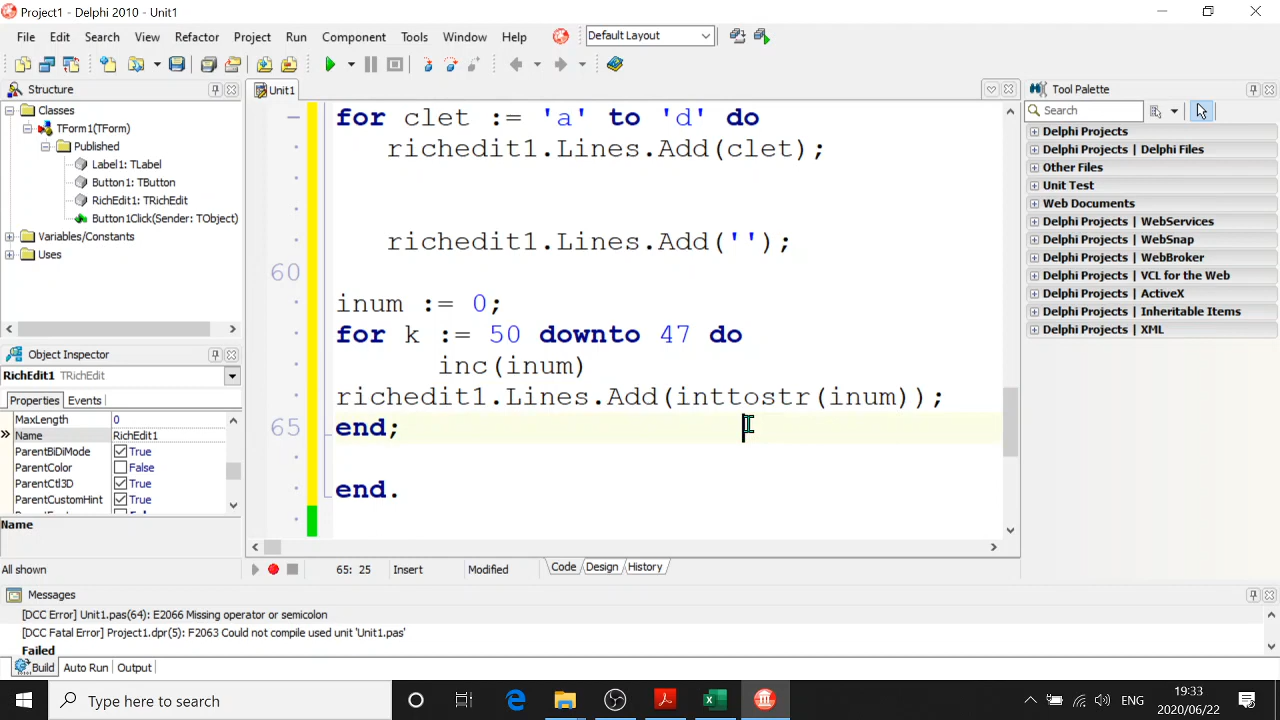 Project1 - Delphi 2010 - Unit1
File Edit Search View Refactor Project Run Component Tools Window Help Default Layout
Structure
Classes
TForm1(TForm)
Published
Label1: TLabel
Button1: TButton
RichEdit1: TRichEdit
Button1Click(Sender: TObject)
Variables/Constants
Uses
Object Inspector
RichEdit1 TRichEdit
Properties Events
MaxLength 0
Name RichEdit1
ParentBiDiMode True
ParentColor False
ParentCtl3D True
ParentCustomHint True
Name
All shown
Unit1
for clet := 'a' to 'd' do
richedit1.Lines.Add(clet);
richedit1.Lines.Add('');
60
inum := 0;
for k := 50 downto 47 do
inc(inum)
richedit1.Lines.Add(inttostr(inum));
65 end;
end.
65: 25 Insert Modified Code Design History
Tool Palette
Search
Delphi Projects
Delphi Projects | Delphi Files
Other Files
Unit Test
Web Documents
Delphi Projects | WebServices
Delphi Projects | WebSnap
Delphi Projects | WebBroker
Delphi Projects | VCL for the Web
Delphi Projects | ActiveX
Delphi Projects | Inheritable Items
Delphi Projects | XML
Messages
[DCC Error] Unit1.pas(64): E2066 Missing operator or semicolon
[DCC Fatal Error] Project1.dpr(5): F2063 Could not compile used unit 'Unit1.pas'
Failed
Build Auto Run Output
Type here to search
ENG
19:33
2020/06/22